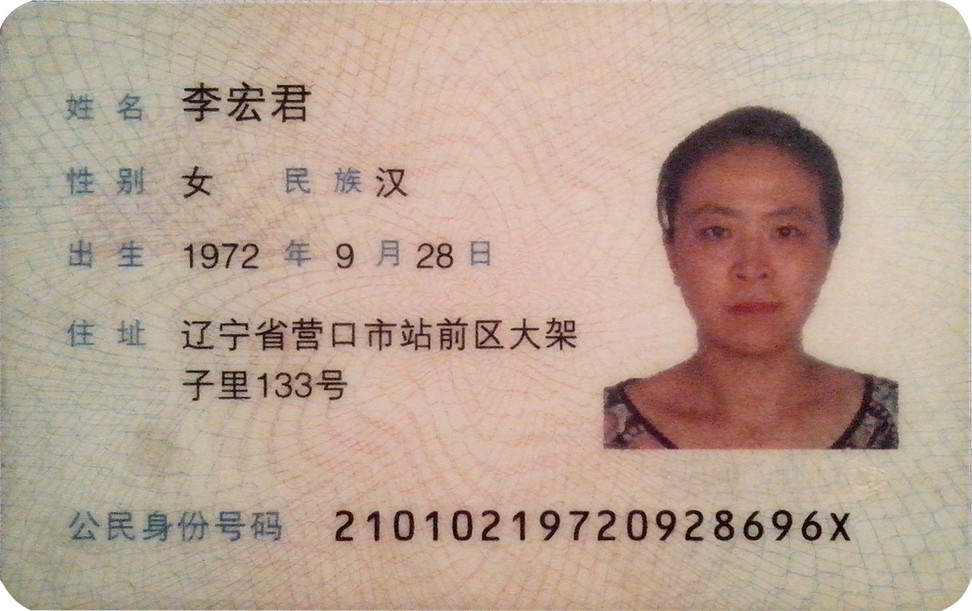 姓名 李宏君
性别 女 民族 汉
出生 1972 年 9 月 28 日
住址 辽宁省营口市站前区大架
子里133号
公民身份号码 21010219720928696X